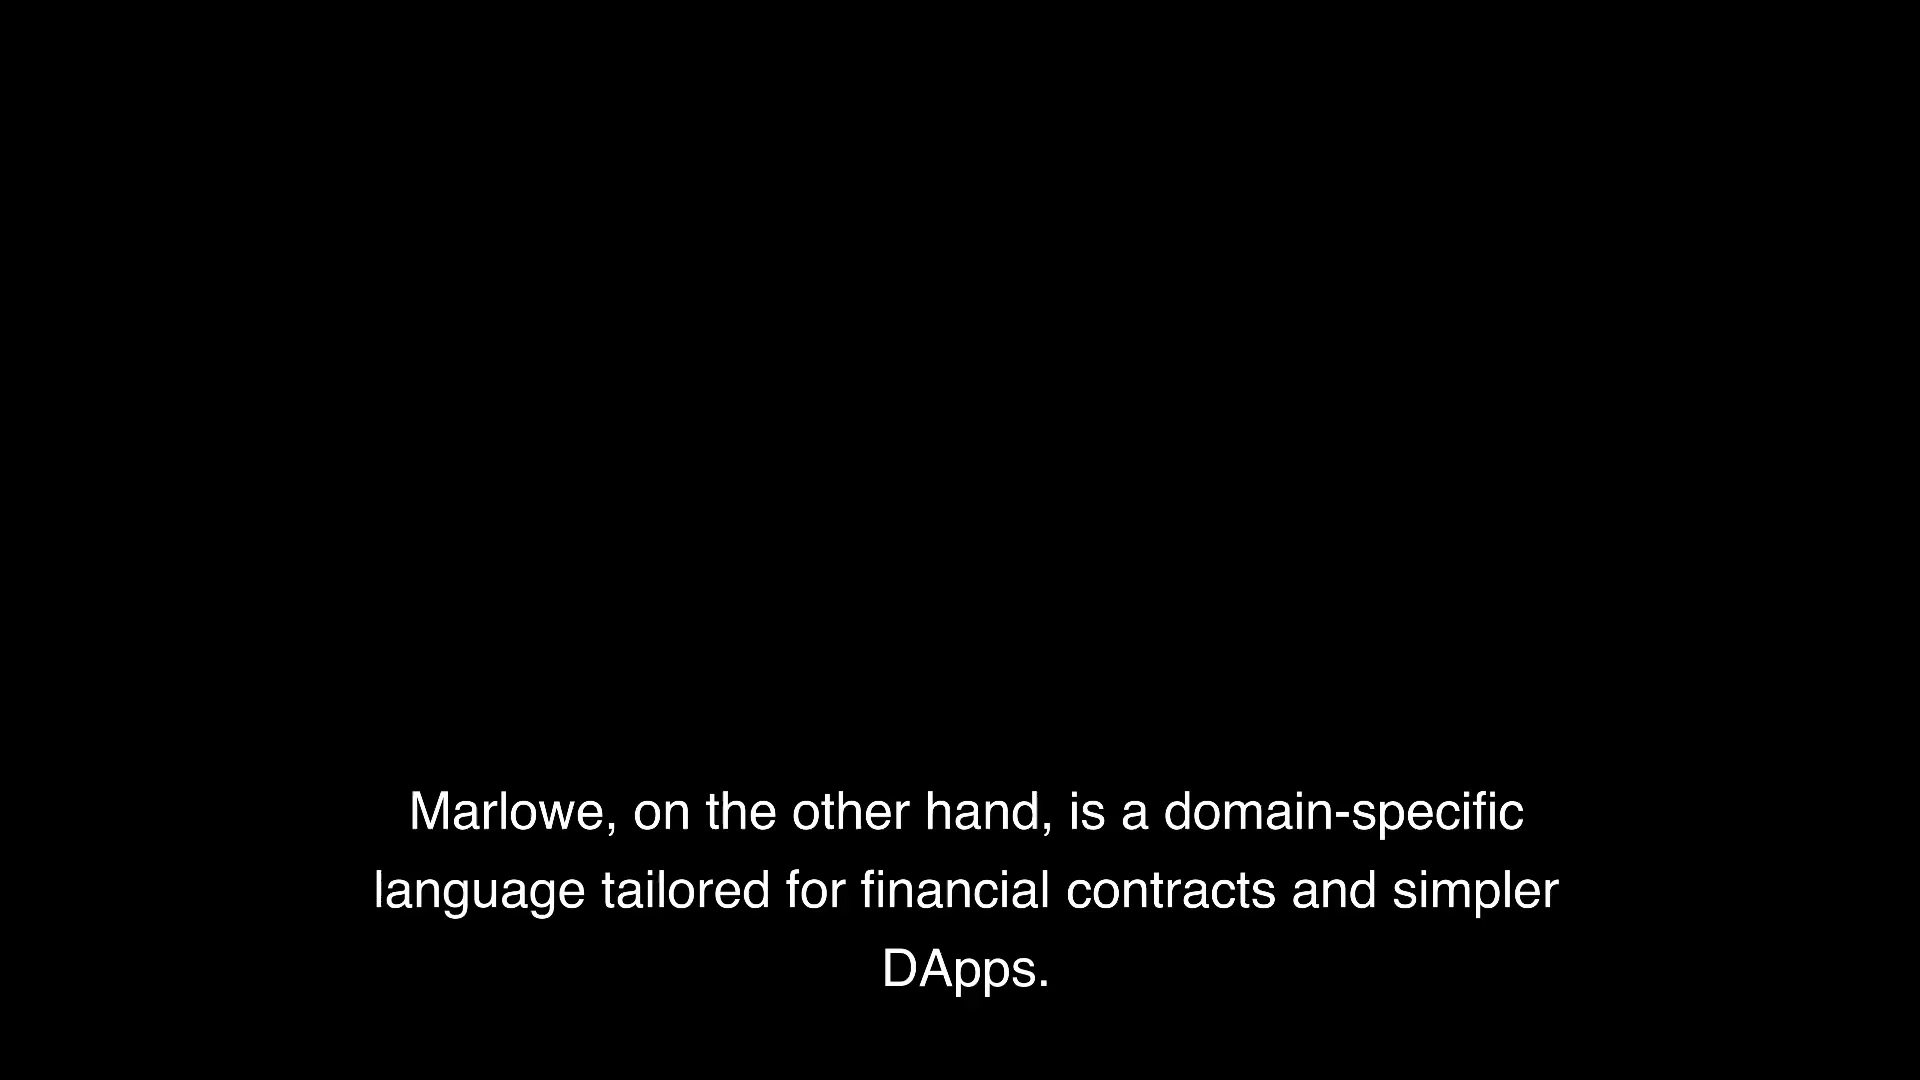 Marlowe, on the other hand, is a domain-specific
language tailored for financial contracts and simpler
DApps.